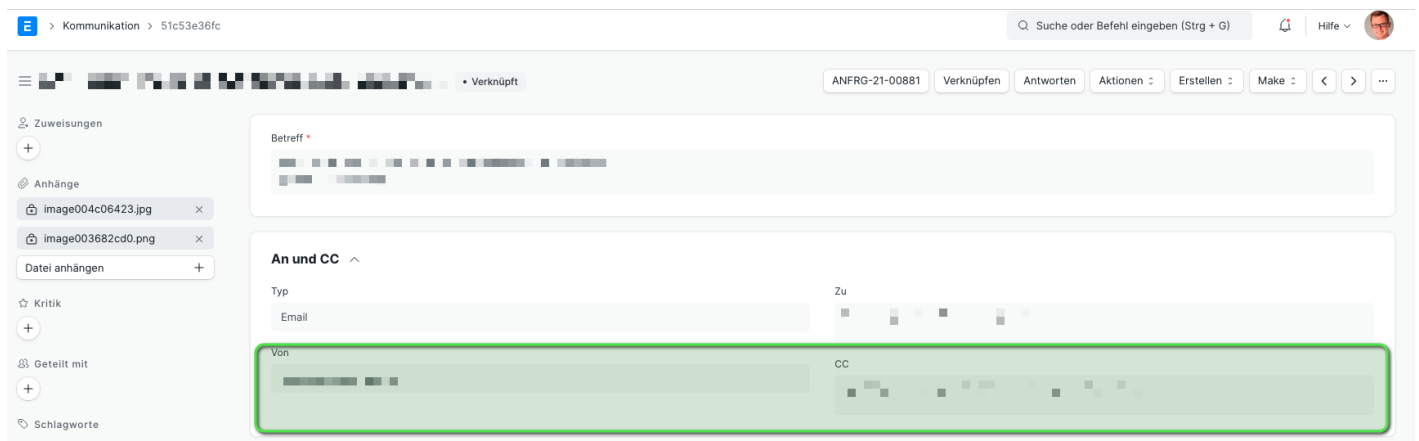 E > Kommunikation > 51c53e36fc
Suche oder Befehl eingeben (Strg + G)
Hilfe
• Verknüpft
ANFRG-21-00881
Verknüpfen
Antworten
Aktionen
Erstellen
Make
...
Zuweisungen
+
Anhänge
image004c06423.jpg ×
image003682cd0.png ×
Datei anhängen +
Kritik
+
Geteilt mit
+
Schlagworte
Betreff *
An und CC
Typ
Email
Zu
Von
CC